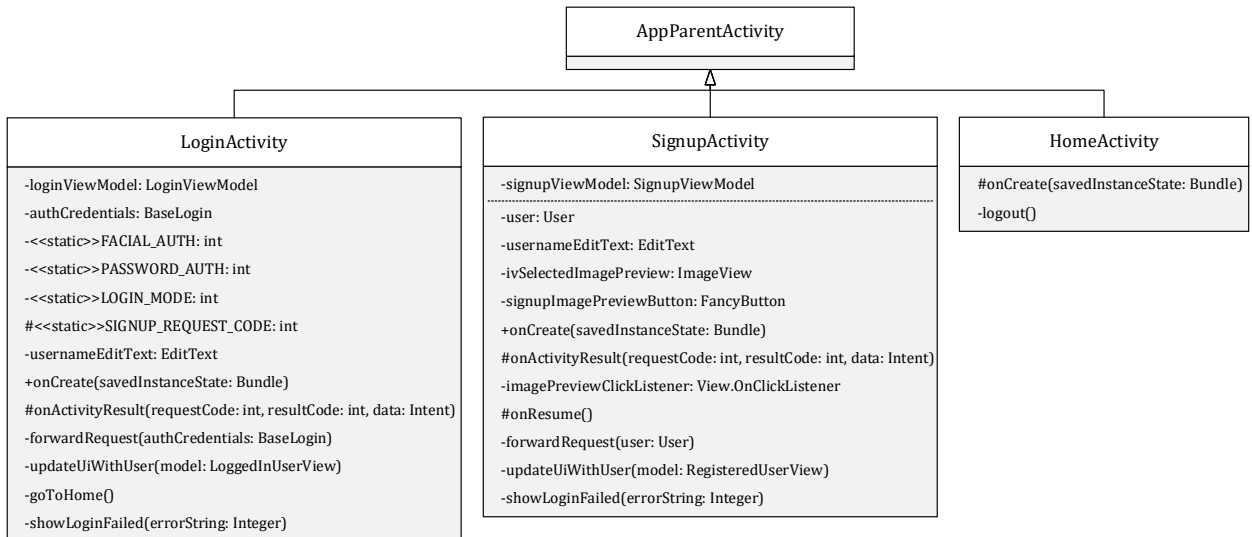 AppParentActivity
LoginActivity
-loginViewModel: LoginViewModel
-authCredentials: BaseLogin
-<<static>>FACIAL_AUTH: int
-<<static>>PASSWORD_AUTH: int
-<<static>>LOGIN_MODE: int
#<<static>>SIGNUP_REQUEST_CODE: int
-usernameEditText: EditText
+onCreate(savedInstanceState: Bundle)
#onActivityResult(requestCode: int, resultCode: int, data: Intent)
-forwardRequest(authCredentials: BaseLogin)
-updateUiWithUser(model: LoggedInUserView)
-goToHome()
-showLoginFailed(errorString: Integer)
SignupActivity
-signupViewModel: SignupViewModel
-user: User
-usernameEditText: EditText
-ivSelectedImagePreview: ImageView
-signupImagePreviewButton: FancyButton
+onCreate(savedInstanceState: Bundle)
#onActivityResult(requestCode: int, resultCode: int, data: Intent)
-imagePreviewClickListener: View.OnClickListener
#onResume()
-forwardRequest(user: User)
-updateUiWithUser(model: RegisteredUserView)
-showLoginFailed(errorString: Integer)
HomeActivity
#onCreate(savedInstanceState: Bundle)
-logout()